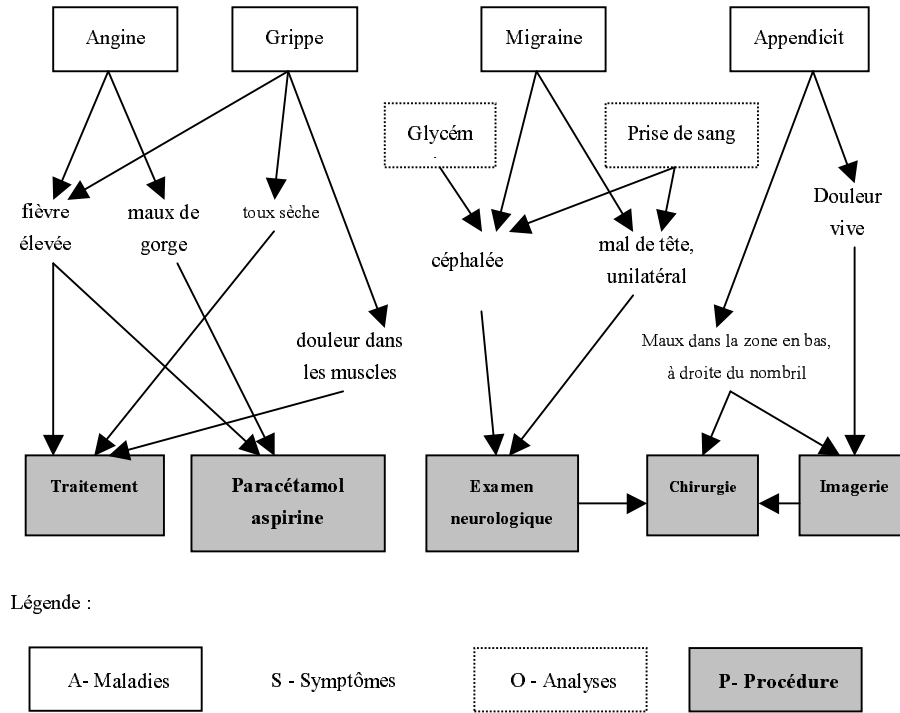 Angine
Grippe
Migraine
Appendicit
Glycém
.
Prise de sang
fièvre
élevée
maux de
gorge
toux sèche
céphalée
mal de tête,
unilatéral
Douleur
vive
douleur dans
les muscles
Maux dans la zone en bas,
à droite du nombril
Traitement
Paracétamol
aspirine
Examen
neurologique
Chirurgie
Imagerie
Légende :
A- Maladies
S - Symptômes
O - Analyses
P- Procédure